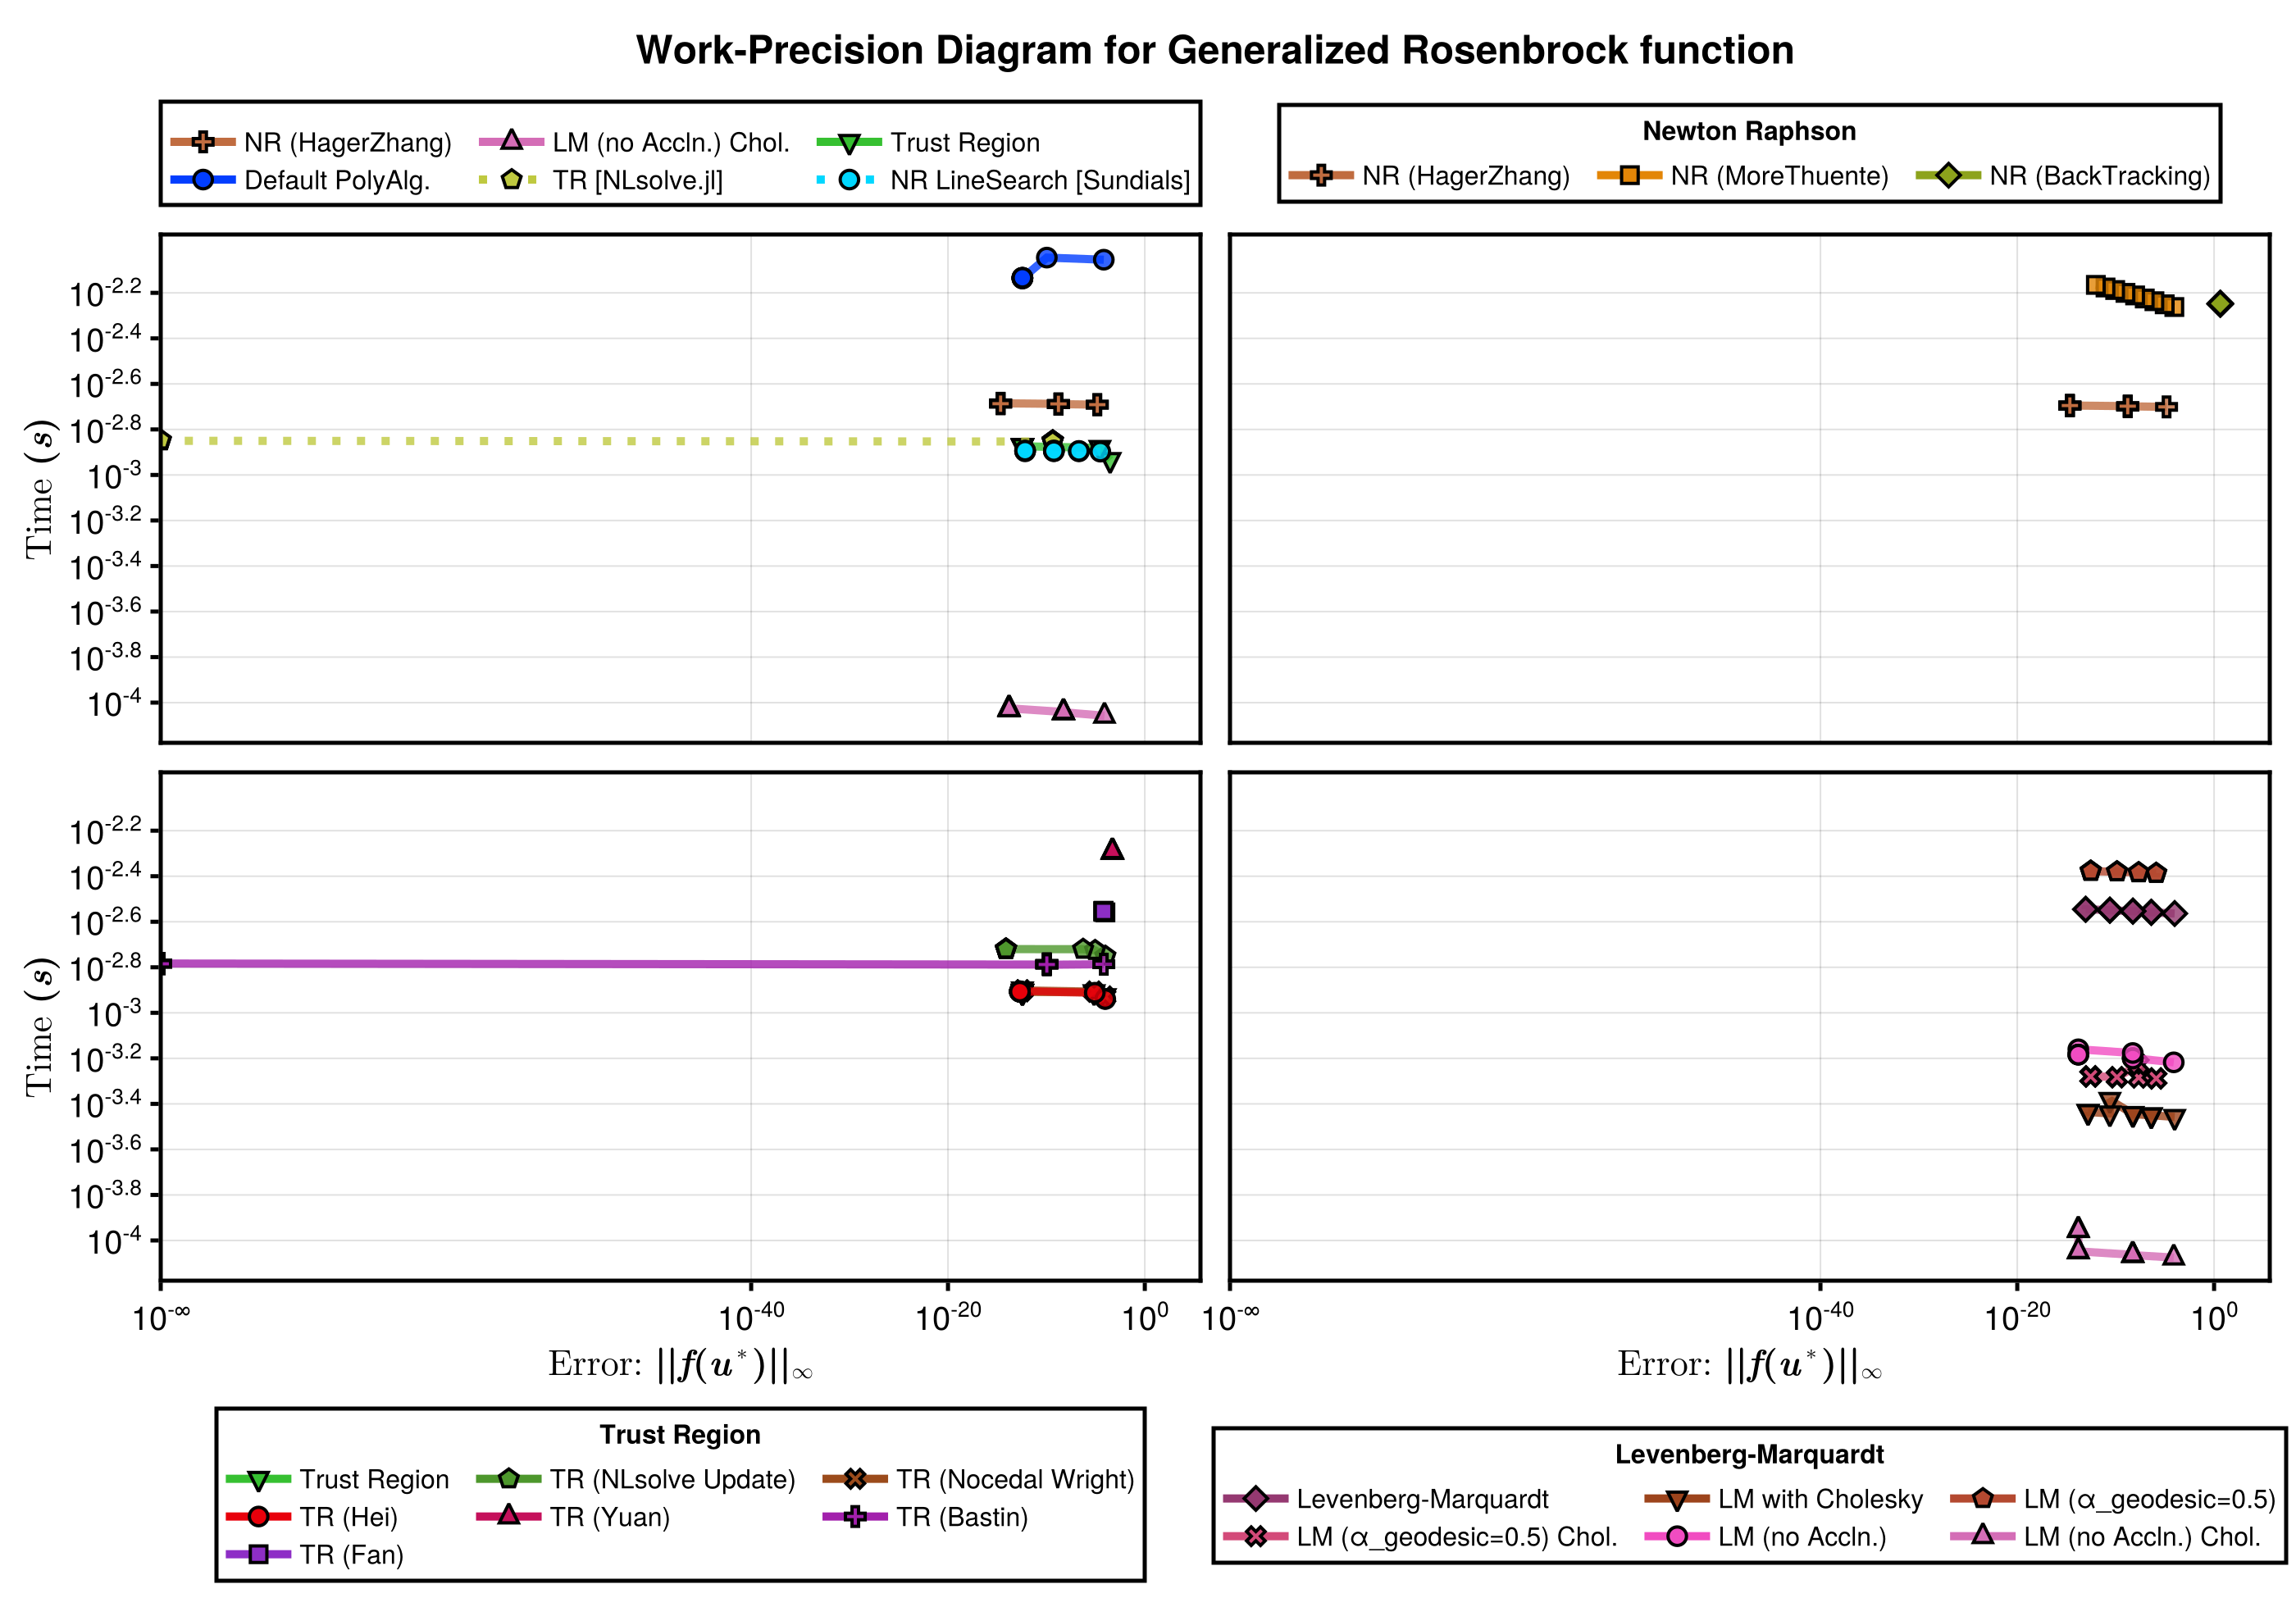 Work-Precision Diagram for Generalized Rosenbrock function
NR (HagerZhang) LM (no Accln.) Chol. Trust Region
Default PolyAlg. TR [NLsolve.jl] NR LineSearch [Sundials]
Newton Raphson
NR (HagerZhang) NR (MoreThuente) NR (BackTracking)
10^-2.2
10^-2.4
10^-2.6
10^-2.8
10^-3
10^-3.2
10^-3.4
10^-3.6
10^-3.8
10^-4
Time (s)
10^-2.2
10^-2.4
10^-2.6
10^-2.8
10^-3
10^-3.2
10^-3.4
10^-3.6
10^-3.8
10^-4
Time (s)
10^-∞ 10^-40 10^-20 10^0
10^-∞ 10^-40 10^-20 10^0
Error: ||f(u*)||∞
Error: ||f(u*)||∞
Trust Region
Trust Region TR (NLsolve Update) TR (Nocedal Wright)
TR (Hei) TR (Yuan) TR (Bastin)
TR (Fan)
Levenberg-Marquardt
Levenberg-Marquardt LM with Cholesky LM (α_geodesic=0.5)
LM (α_geodesic=0.5) Chol. LM (no Accln.) LM (no Accln.) Chol.